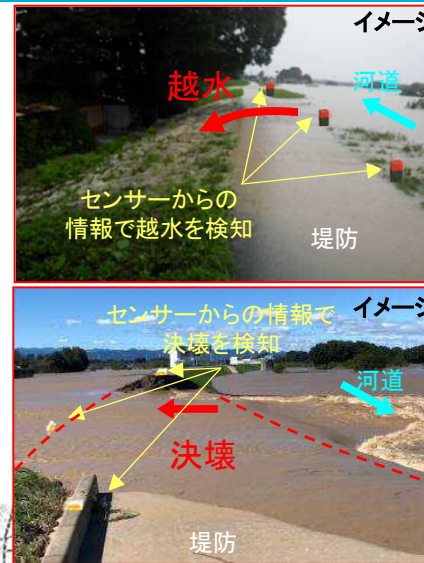 イメージ
越水
河道
センサーからの
情報で越水を検知
堤防
イメージ
センサーからの情報で
決壊を検知
河道
決壊
堤防